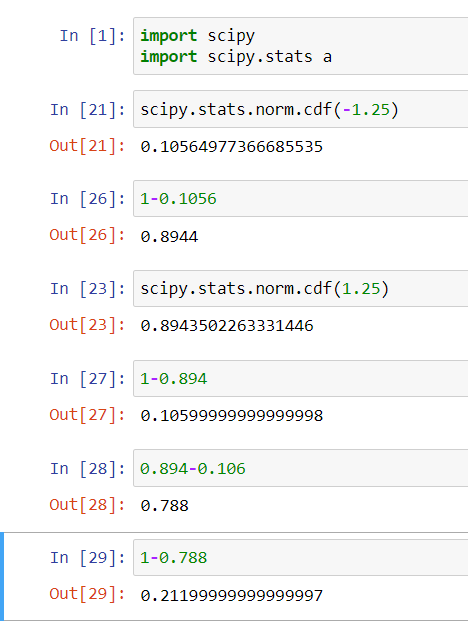 In [1]: import scipy
import scipy.stats a
In [21]: scipy.stats.norm.cdf(-1.25)
Out[21]: 0.10564977366685535
In [26]: 1-0.1056
Out[26]: 0.8944
In [23]: scipy.stats.norm.cdf(1.25)
Out[23]: 0.8943502263331446
In [27]: 1-0.894
Out[27]: 0.10599999999999998
In [28]: 0.894-0.106
Out[28]: 0.788
In [29]: 1-0.788
Out[29]: 0.21199999999999997